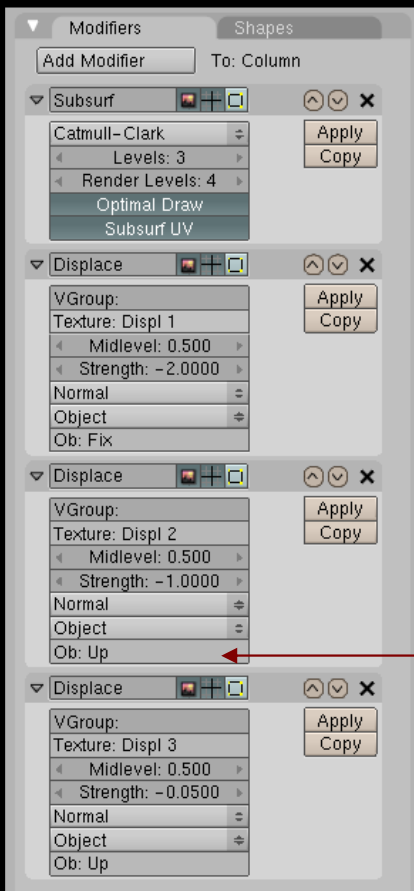 Modifiers Shapes
Add Modifier To: Column
Subsurf
Catmull-Clark Apply
Levels: 3 Copy
Render Levels: 4
Optimal Draw
Subsurf UV
Displace
VGroup: Apply
Texture: Displ 1 Copy
Midlevel: 0.500
Strength: -2.0000
Normal
Object
Ob: Fix
Displace
VGroup: Apply
Texture: Displ 2 Copy
Midlevel: 0.500
Strength: -1.0000
Normal
Object
Ob: Up
Displace
VGroup: Apply
Texture: Displ 3 Copy
Midlevel: 0.500
Strength: -0.0500
Normal
Object
Ob: Up